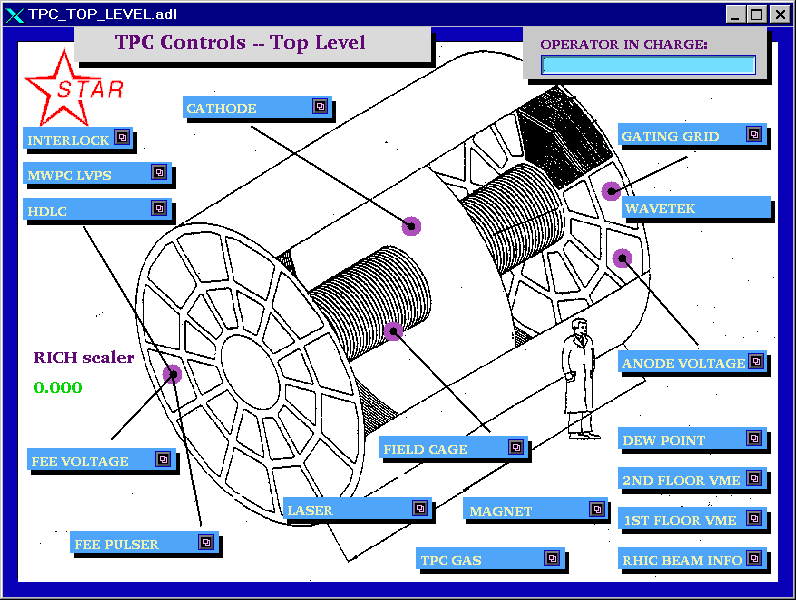 TPC_TOP_LEVEL.adl
TPC Controls -- Top Level
OPERATOR IN CHARGE:
STAR
CATHODE
GATING GRID
INTERLOCK
MWPC LVPS
HDLC
WAVETEK
RICH scaler
0.000
ANODE VOLTAGE
FEE VOLTAGE
FIELD CAGE
DEW POINT
2ND FLOOR VME
LASER
MAGNET
1ST FLOOR VME
FEE PULSER
TPC GAS
RHIC BEAM INFO